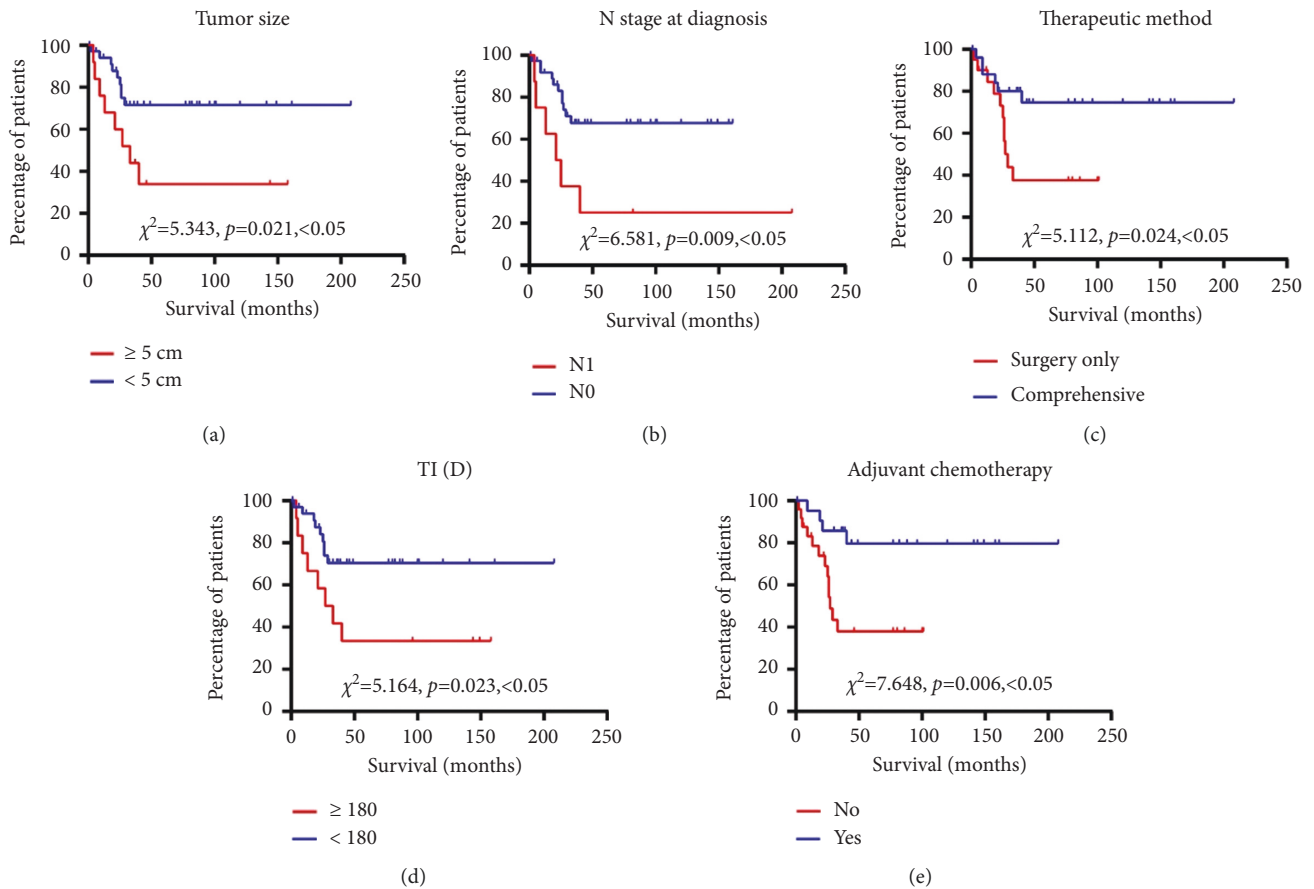 Tumor size
100
80
60
40
20
0
Percentage of patients
χ²=5.343, p=0.021,<0.05
0 50 100 150 200 250
Survival (months)
≥ 5 cm
< 5 cm
(a)
N stage at diagnosis
100
80
60
40
20
0
Percentage of patients
χ²=6.581, p=0.009,<0.05
0 50 100 150 200 250
Survival (months)
N1
N0
(b)
Therapeutic method
100
80
60
40
20
0
Percentage of patients
χ²=5.112, p=0.024,<0.05
0 50 100 150 200 250
Survival (months)
Surgery only
Comprehensive
(c)
TI (D)
100
80
60
40
20
0
Percentage of patients
χ²=5.164, p=0.023,<0.05
0 50 100 150 200 250
Survival (months)
≥ 180
< 180
(d)
Adjuvant chemotherapy
100
80
60
40
20
0
Percentage of patients
χ²=7.648, p=0.006,<0.05
0 50 100 150 200 250
Survival (months)
No
Yes
(e)